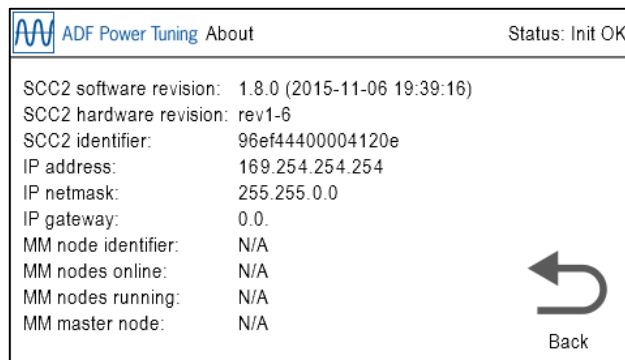 ADF Power Tuning About Status: Init OK
SCC2 software revision: 1.8.0 (2015-11-06 19:39:16)
SCC2 hardware revision: rev1-6
SCC2 identifier: 96ef44400004120e
IP address: 169.254.254.254
IP netmask: 255.255.0.0
IP gateway: 0.0.
MM node identifier: N/A
MM nodes online: N/A
MM nodes running: N/A
MM master node: N/A
Back